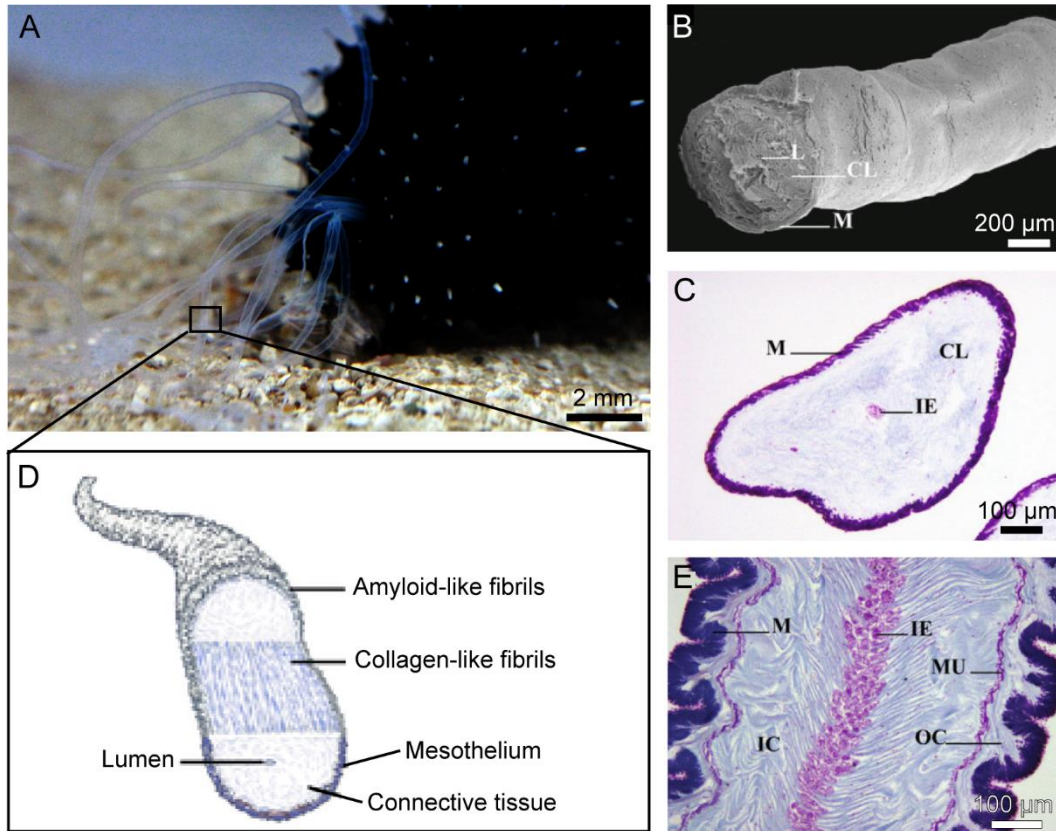 A
2 mm
B
L
CL
M
200 µm
C
M
CL
IE
100 µm
D
Amyloid-like fibrils
Collagen-like fibrils
Lumen
Mesothelium
Connective tissue
E
M
IE
MU
IC
OC
100 µm